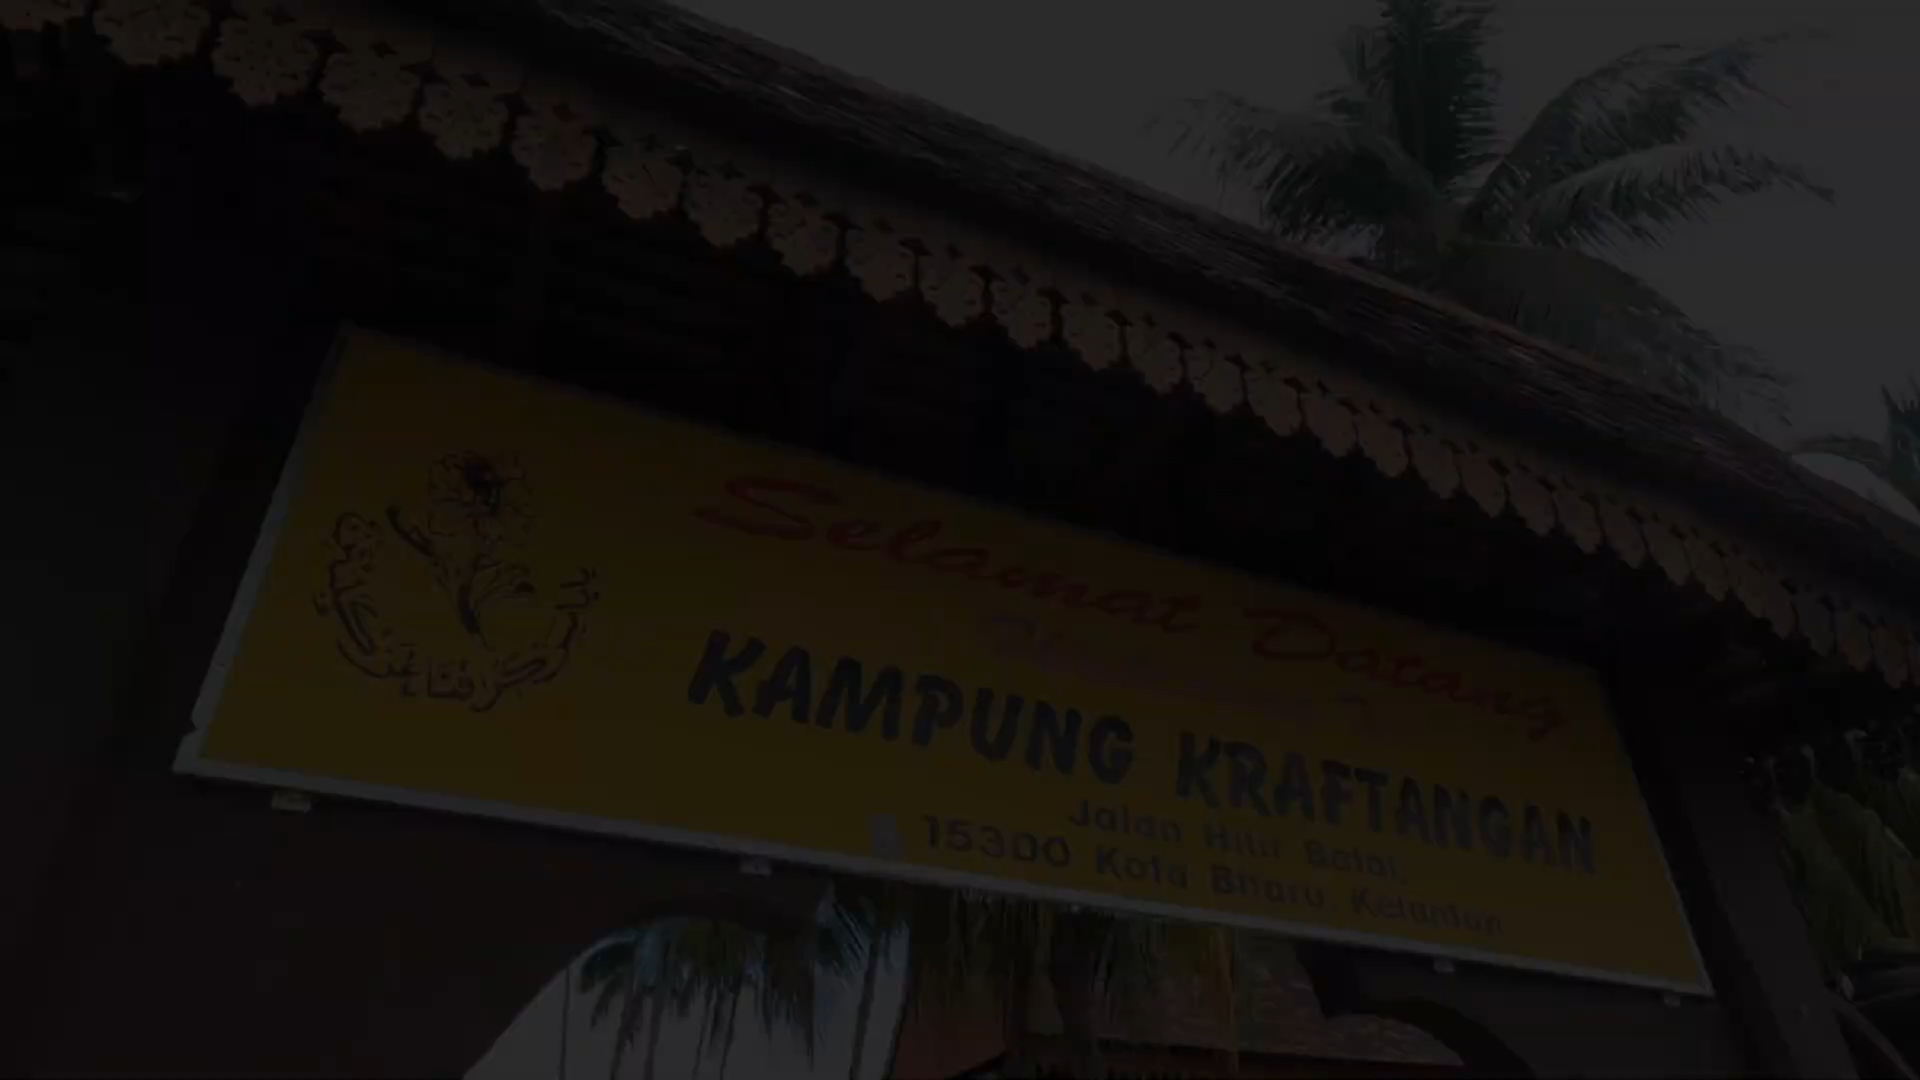 Selamat Datang
KAMPUNG KRAFTANGAN
Jalan Hilir Balai,
15300 Kota Bharu, Kelantan